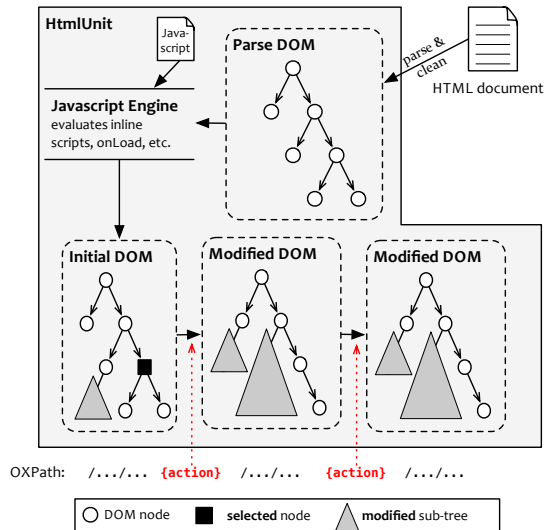 HtmlUnit
Java-
script
Parse DOM
parse &
clean
HTML document
Javascript Engine
evaluates inline
scripts, onLoad, etc.
Initial DOM
Modified DOM
Modified DOM
OXPath: /.../... {action} /.../... {action} /.../...
DOM node
selected node
modified sub-tree